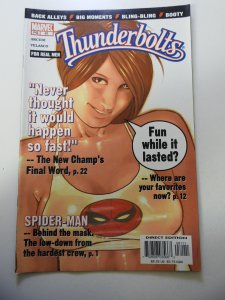 BACK ALLEYS / BIG MOMENTS / BLING-BLING / BOOTY
MARVEL
ARCUDI
VELASCO
FOR REAL MEN
Thunderbolts
"Never
thought
it would
happen
so fast!"
-- The New Champ's
Final Word, p. 22
Fun
while it
lasted?
-- Where are
your favorites
now? p. 12
SPIDER-MAN
-- Behind the mask.
The low-down from
the hardest crew, p. 1
DIRECT EDITION